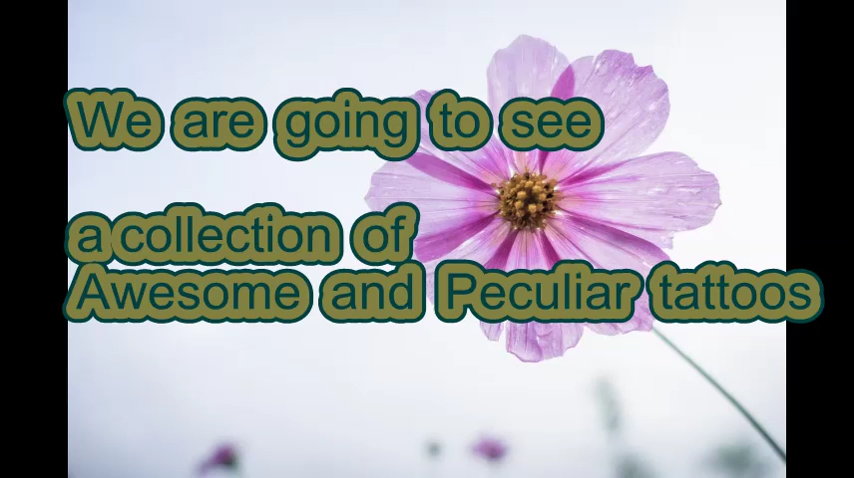 We are going to see
a collection of
Awesome and Peculiar tattoos